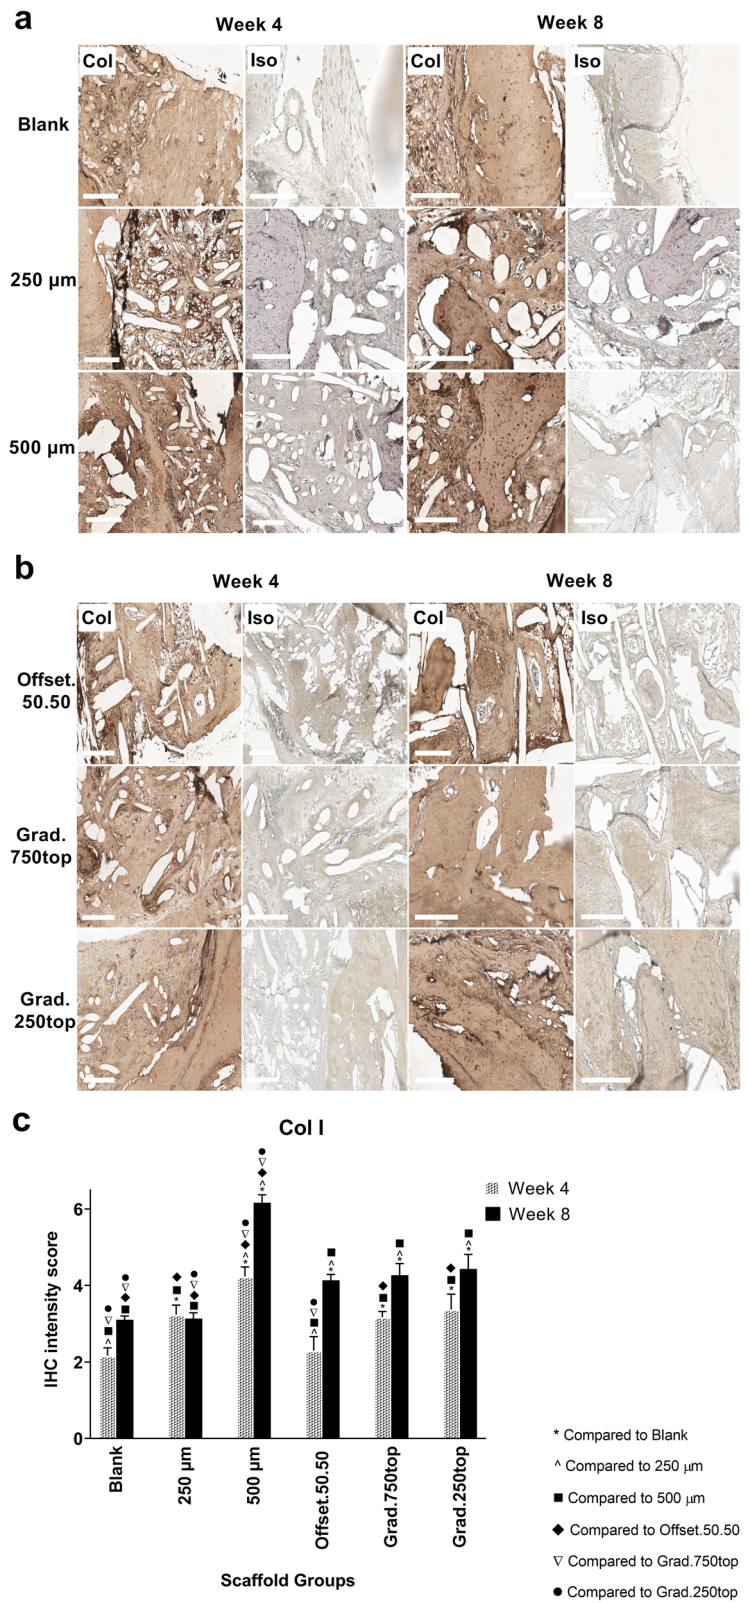 a
Week 4 Week 8
Col Iso Col Iso
Blank
250 µm
500 µm
b
Week 4 Week 8
Col Iso Col Iso
Offset.
50.50
Grad.
750top
Grad.
250top
c
Col I
IHC intensity score
6
4
2
0
Week 4
Week 8
Blank
250 µm
500 µm
Offset.50.50
Grad.750top
Grad.250top
Scaffold Groups
* Compared to Blank
^ Compared to 250 µm
■ Compared to 500 µm
◆ Compared to Offset.50.50
▽ Compared to Grad.750top
● Compared to Grad.250top